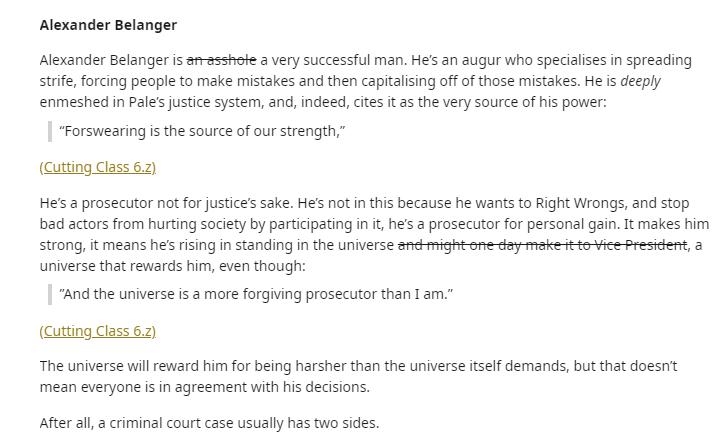 Alexander Belanger
Alexander Belanger is an asshole a very successful man. He’s an augur who specialises in spreading
strife, forcing people to make mistakes and then capitalising off of those mistakes. He is deeply
enmeshed in Pale’s justice system, and, indeed, cites it as the very source of his power:
“Forswearing is the source of our strength,”
(Cutting Class 6.z)
He’s a prosecutor not for justice’s sake. He’s not in this because he wants to Right Wrongs, and stop
bad actors from hurting society by participating in it, he’s a prosecutor for personal gain. It makes him
strong, it means he’s rising in standing in the universe and might one day make it to Vice President, a
universe that rewards him, even though:
“And the universe is a more forgiving prosecutor than I am.”
(Cutting Class 6.z)
The universe will reward him for being harsher than the universe itself demands, but that doesn’t
mean everyone is in agreement with his decisions.
After all, a criminal court case usually has two sides.